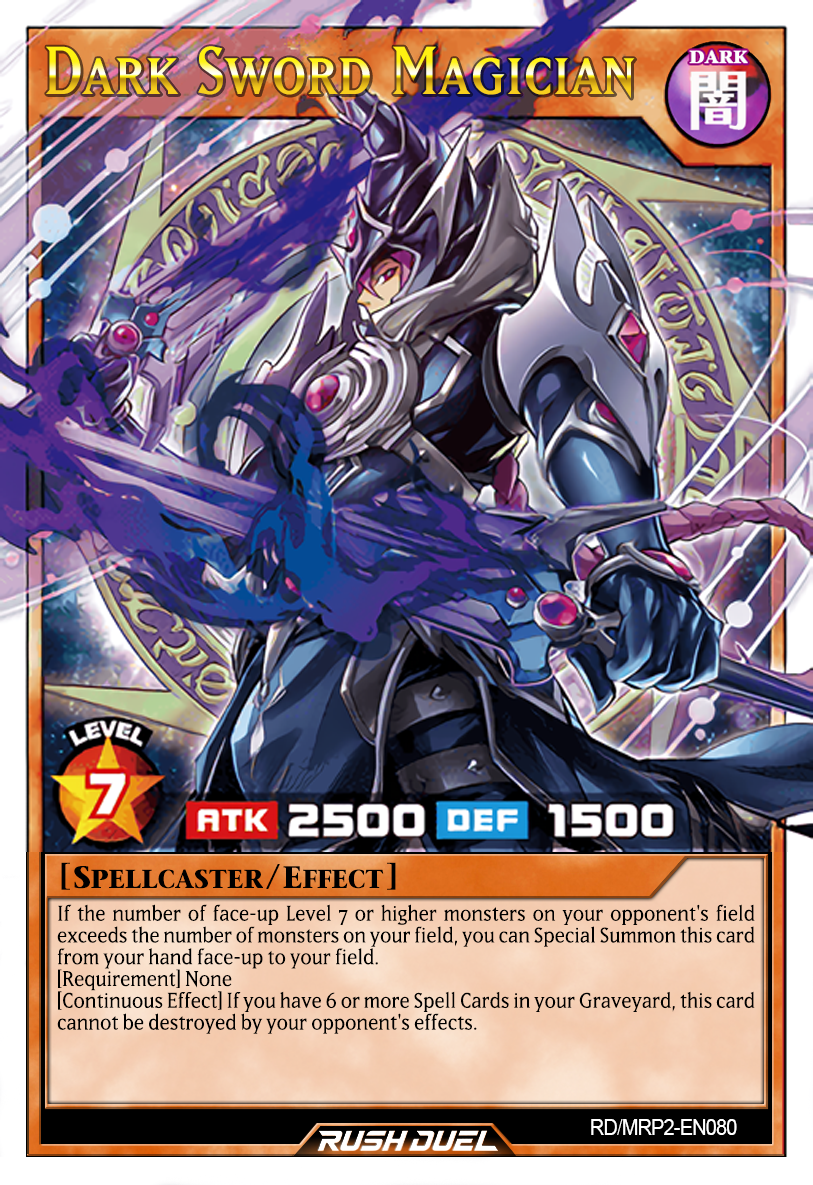 DARK SWORD MAGICIAN
DARK
闇
LEVEL
7
ATK 2500 DEF 1500
[SPELLCASTER/EFFECT]
If the number of face-up Level 7 or higher monsters on your opponent's field
exceeds the number of monsters on your field, you can Special Summon this card
from your hand face-up to your field.
[Requirement] None
[Continuous Effect] If you have 6 or more Spell Cards in your Graveyard, this card
cannot be destroyed by your opponent's effects.
RD/MRP2-EN080
RUSH DUEL